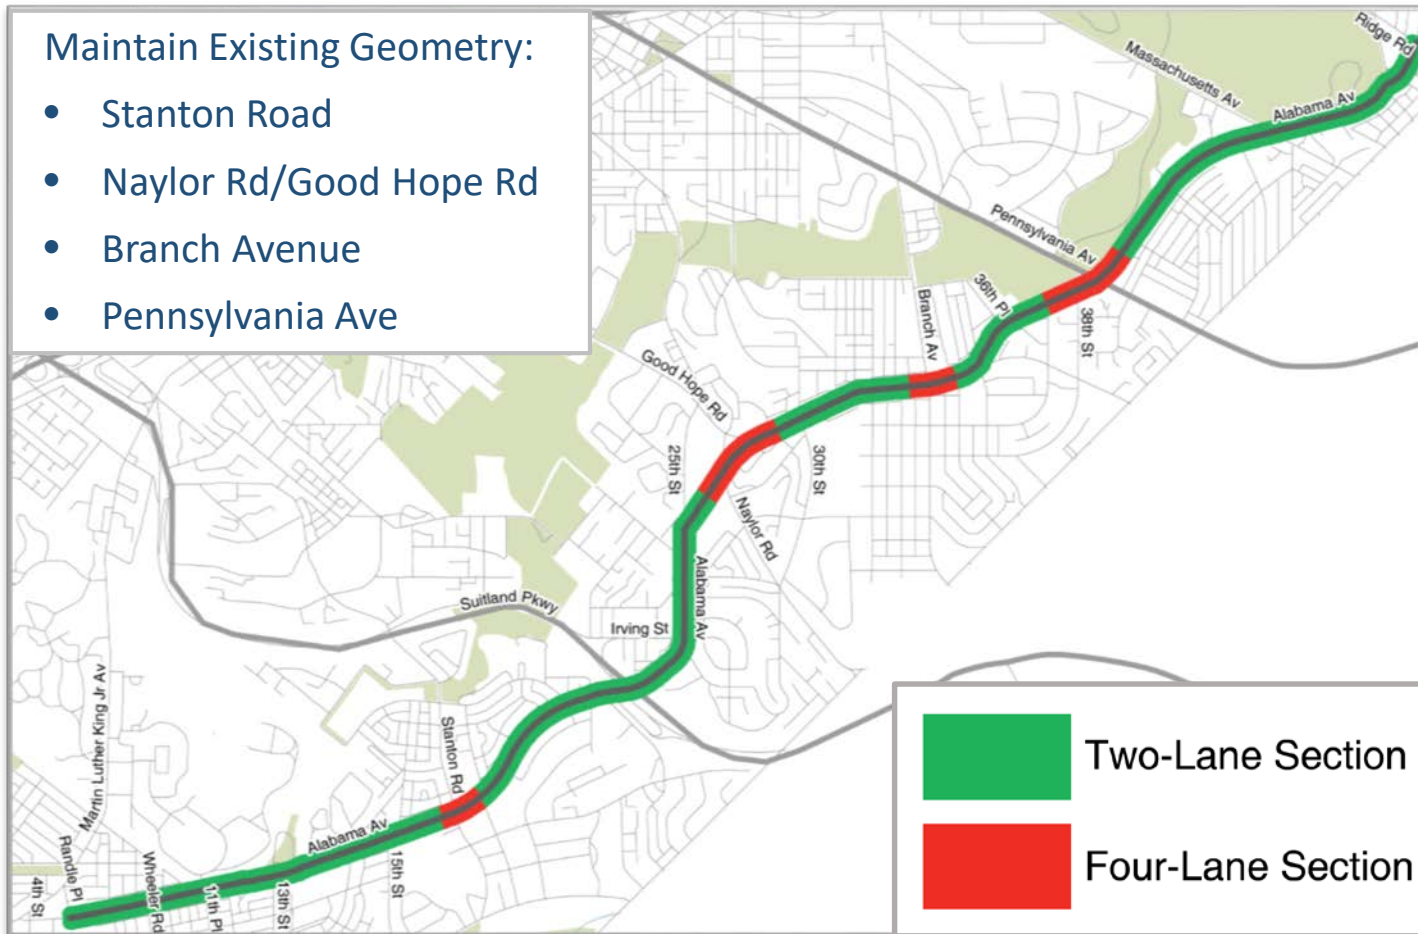 Maintain Existing Geometry:
• Stanton Road
• Naylor Rd/Good Hope Rd
• Branch Avenue
• Pennsylvania Ave
Ridge Rd
Massachusetts Av
Alabama Av
Pennsylvania Av
36th Pl
38th St
Branch Av
Good Hope Rd
25th St
30th St
Naylor Rd
Alabama Av
Suitland Pkwy
Irving St
Martin Luther King Jr Av
Stanton Rd
Alabama Av
Randle Pl
4th St
Wheeler Rd
11th Pl
13th St
15th St
Two-Lane Section
Four-Lane Section